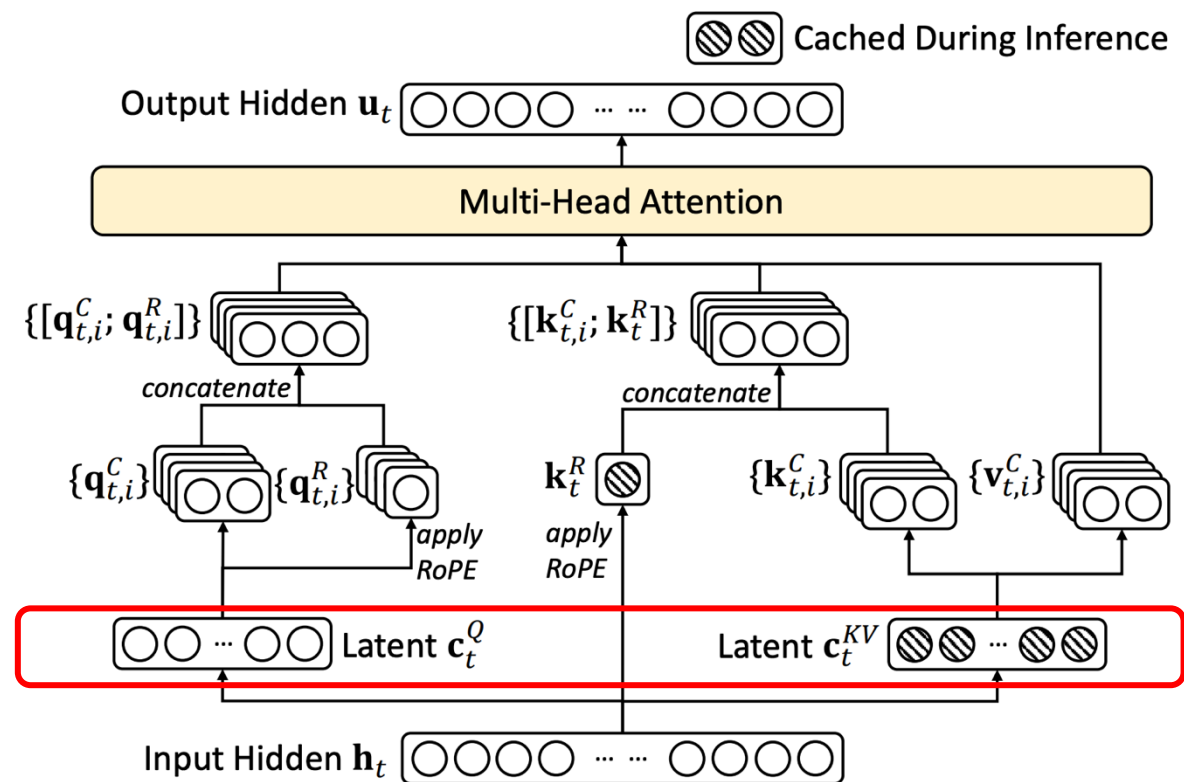 Cached During Inference
Output Hidden 𝐮_t
··· ···
Multi-Head Attention
{[𝐪^C_{t,i}; 𝐪^R_{t,i}]}
{[𝐤^C_{t,i}; 𝐤^R_t]}
concatenate
concatenate
{𝐪^C_{t,i}}
{𝐪^R_{t,i}}
𝐤^R_t
{𝐤^C_{t,i}}
{𝐯^C_{t,i}}
apply
RoPE
apply
RoPE
··· Latent 𝐜^Q_t
Latent 𝐜^{KV}_t ···
Input Hidden 𝐡_t
··· ···